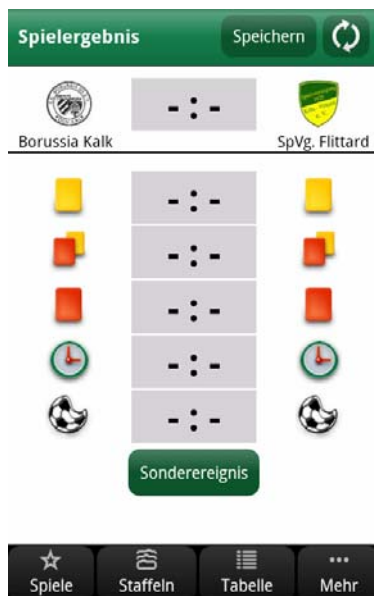 Spielergebnis
Speichern
- : -
Borussia Kalk
SpVg. Flittard
- : -
- : -
- : -
- : -
- : -
Sonderereignis
Spiele
Staffeln
Tabelle
Mehr